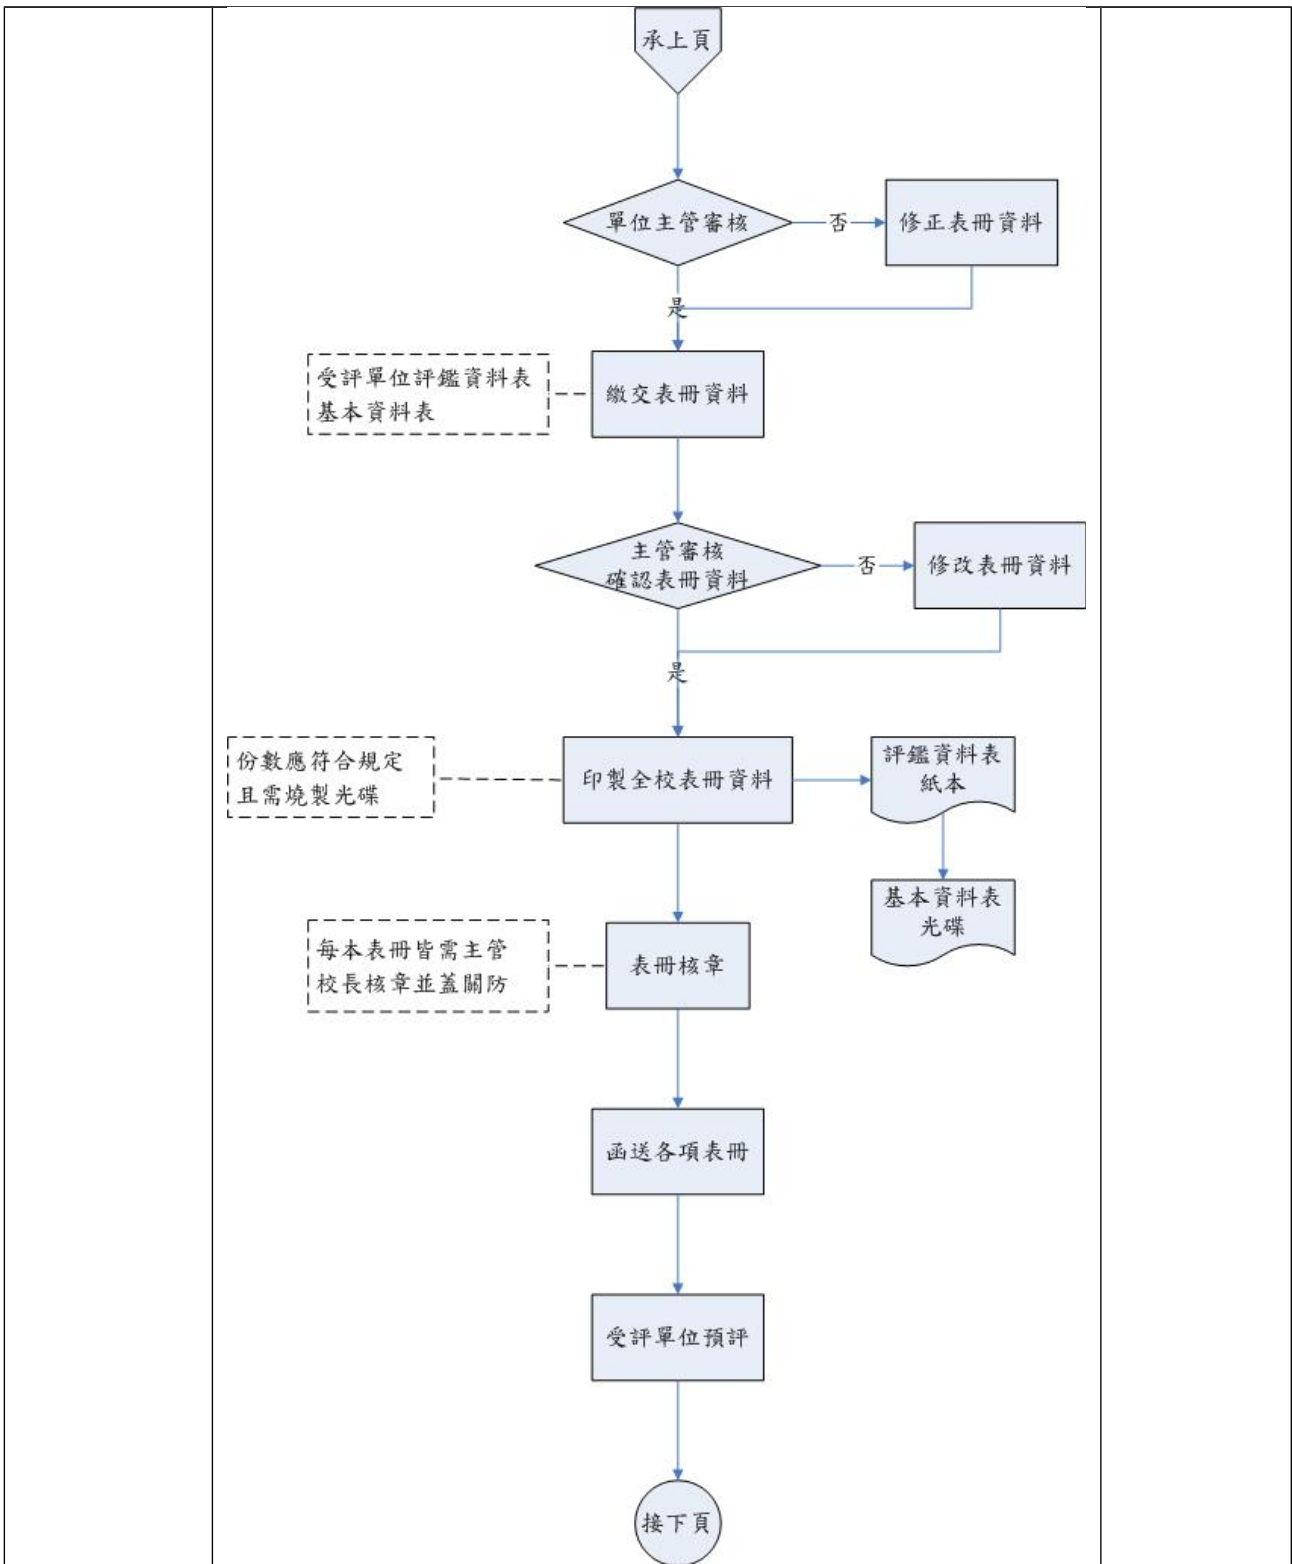 承上頁
單位主管審核
否
修正表冊資料
是
受評單位評鑑資料表
基本資料表
繳交表冊資料
主管審核
確認表冊資料
否
修改表冊資料
是
份數應符合規定
且需燒製光碟
印製全校表冊資料
評鑑資料表
紙本
基本資料表
光碟
每本表冊皆需主管
校長核章並蓋關防
表冊核章
函送各項表冊
受評單位預評
接下頁